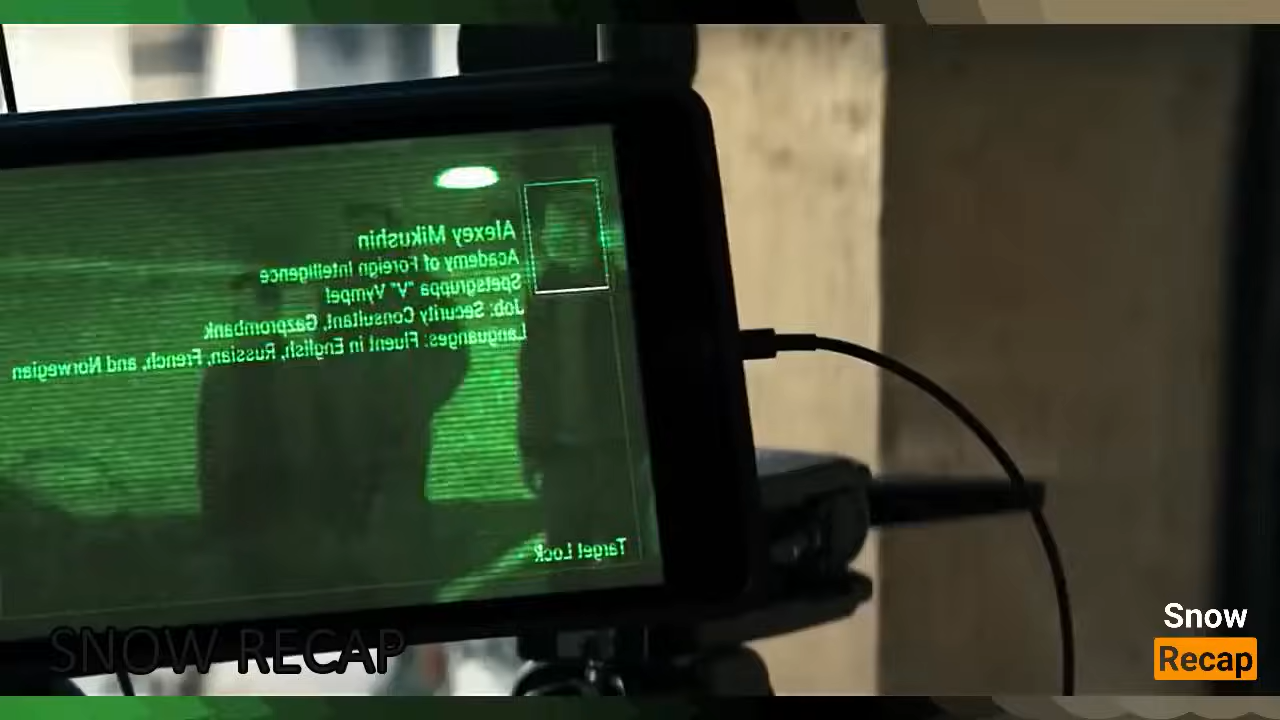 Alexey Mikushin
Academy of Foreign Intelligence
Spetsgruppa "V" Vympel
Job: Security Consultant, Gazprombank
Languanges: Fluent in English, Russian, French, and Norwegian
Target Lock
SNOW RECAP
Snow
Recap